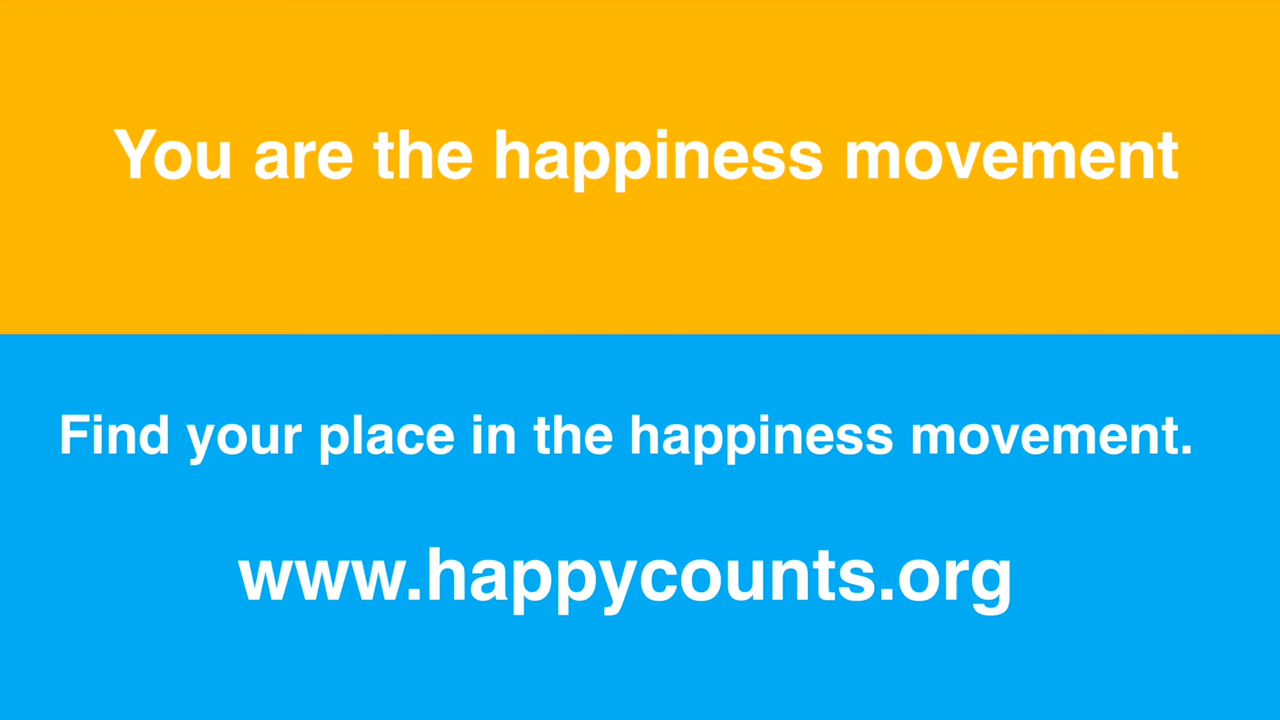 You are the happiness movement
Find your place in the happiness movement.
www.happycounts.org